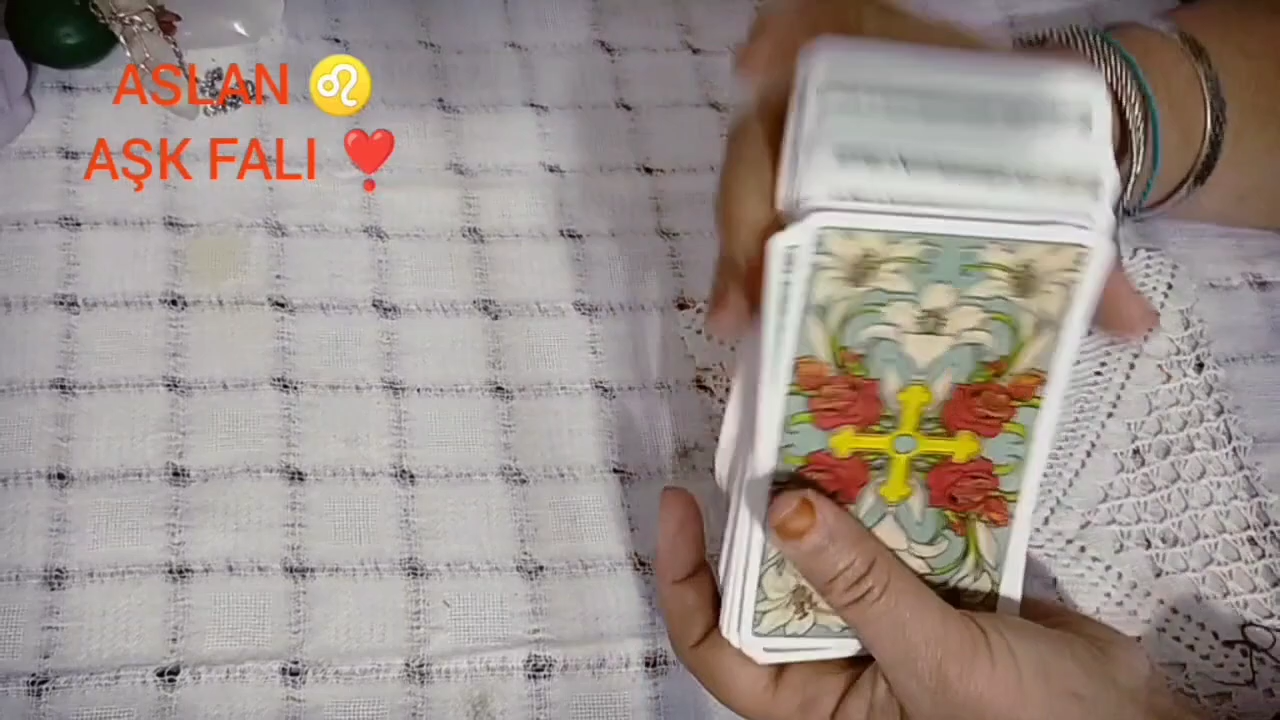 ASLAN ♌
AŞK FALI ❣️